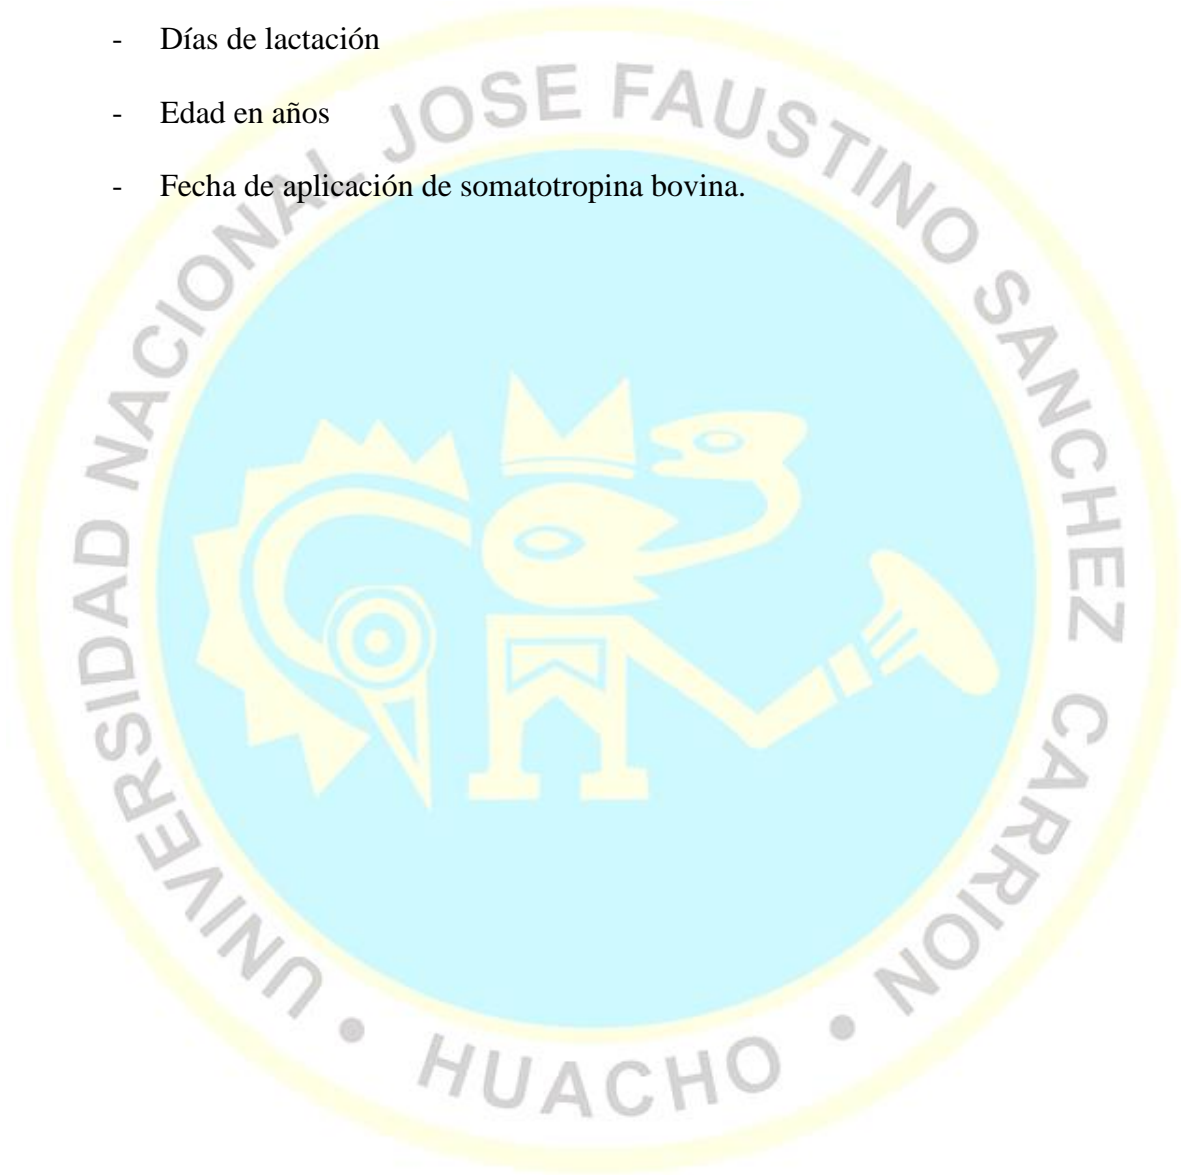 - Días de lactación
- Edad en años
- Fecha de aplicación de somatotropina bovina.
UNIVERSIDAD NACIONAL JOSE FAUSTINO SANCHEZ CARRION
• HUACHO •